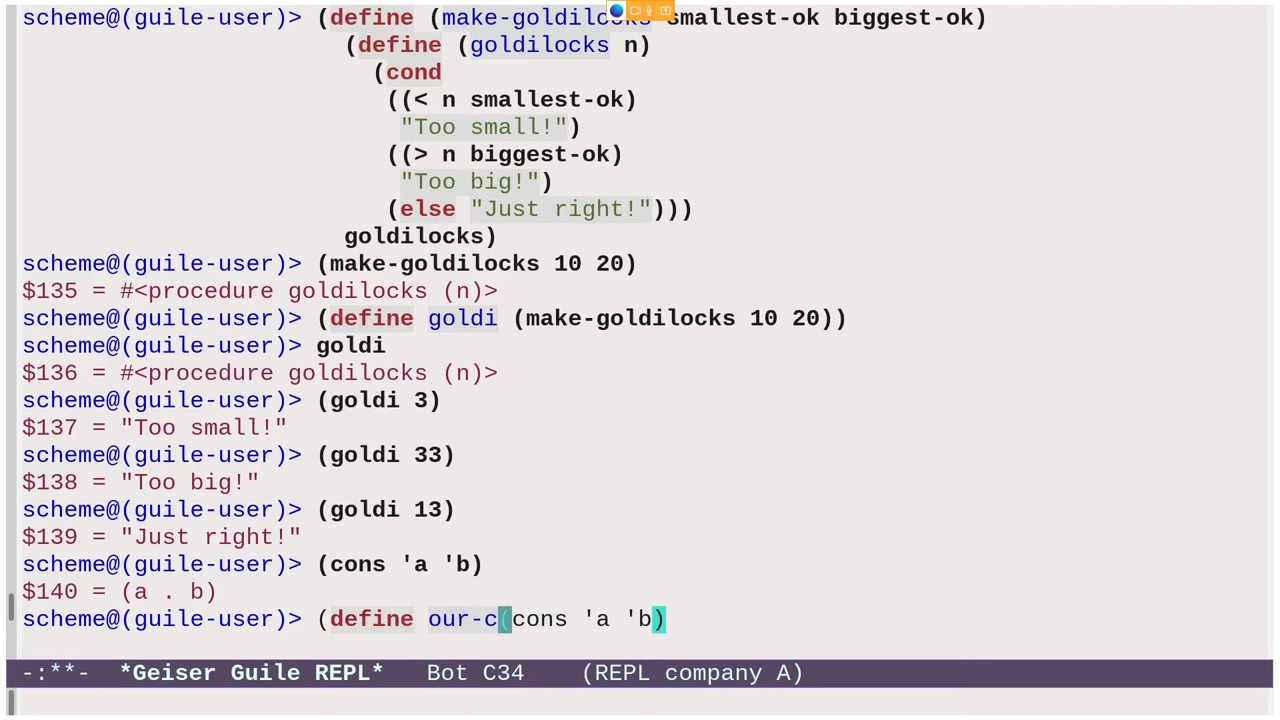 scheme@(guile-user)> (define (make-goldilocks smallest-ok biggest-ok)
(define (goldilocks n)
(cond
((< n smallest-ok)
"Too small!")
((> n biggest-ok)
"Too big!")
(else "Just right!")))
goldilocks)
scheme@(guile-user)> (make-goldilocks 10 20)
$135 = #<procedure goldilocks (n)>
scheme@(guile-user)> (define goldi (make-goldilocks 10 20))
scheme@(guile-user)> goldi
$136 = #<procedure goldilocks (n)>
scheme@(guile-user)> (goldi 3)
$137 = "Too small!"
scheme@(guile-user)> (goldi 33)
$138 = "Too big!"
scheme@(guile-user)> (goldi 13)
$139 = "Just right!"
scheme@(guile-user)> (cons 'a 'b)
$140 = (a . b)
scheme@(guile-user)> (define our-c(cons 'a 'b)
-:**- *Geiser Guile REPL* Bot C34 (REPL company A)